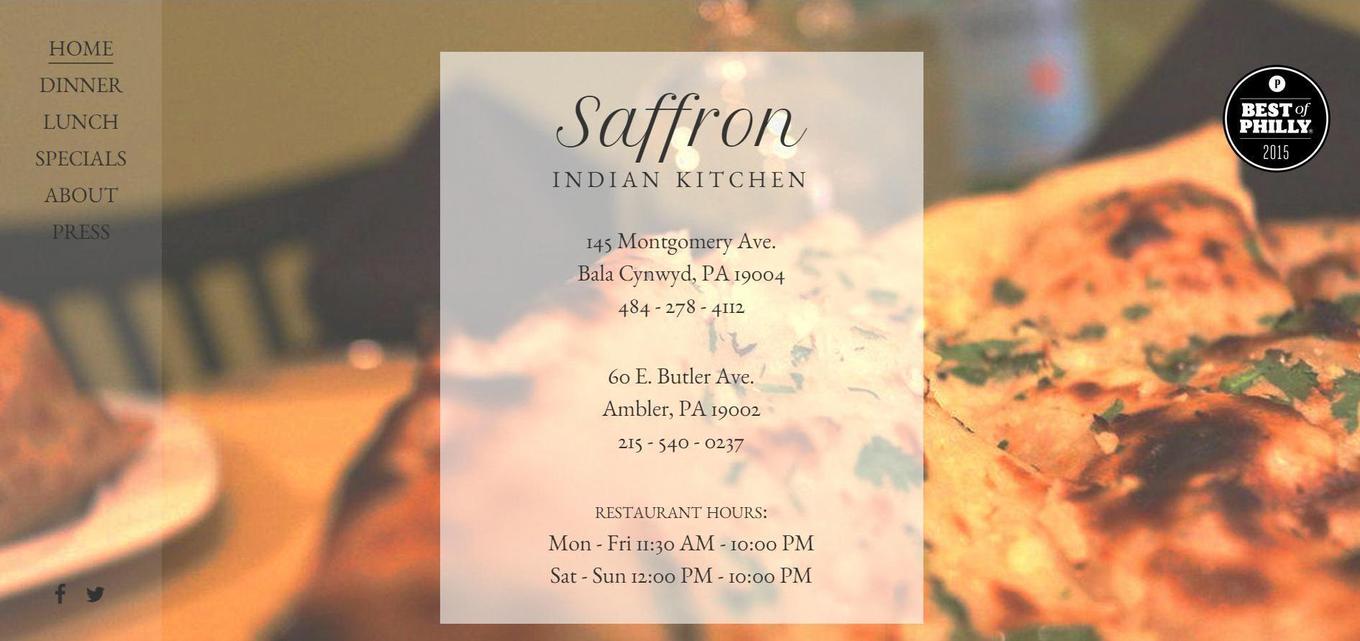 HOME
DINNER
LUNCH
SPECIALS
ABOUT
PRESS
Saffron
INDIAN KITCHEN
145 Montgomery Ave.
Bala Cynwyd, PA 19004
484 - 278 - 4112
60 E. Butler Ave.
Ambler, PA 19002
215 - 540 - 0237
RESTAURANT HOURS:
Mon - Fri 11:30 AM - 10:00 PM
Sat - Sun 12:00 PM - 10:00 PM
P
BEST of
PHILLY®
2015